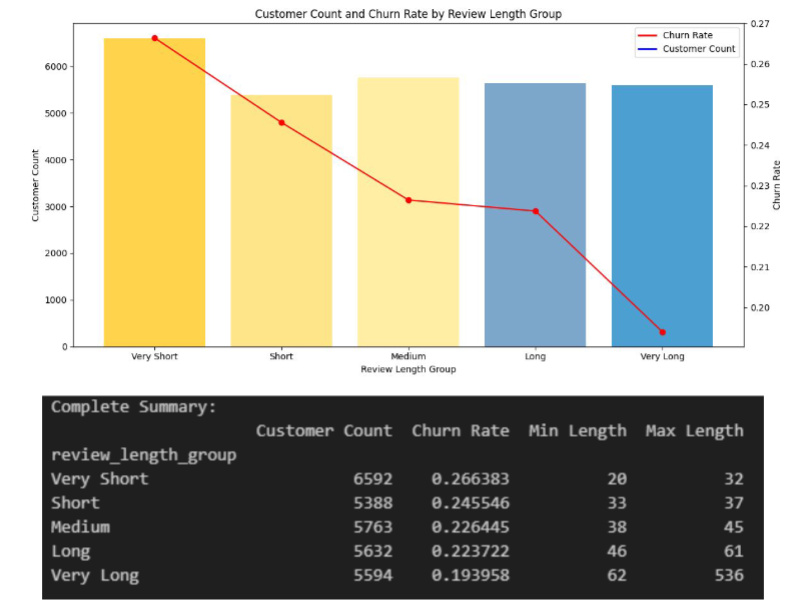 Customer Count and Churn Rate by Review Length Group
Churn Rate
Customer Count
6000
5000
4000
3000
2000
1000
0
Customer Count
0.27
0.26
0.25
0.24
0.23
0.22
0.21
0.20
Churn Rate
Very Short Short Medium Long Very Long
Review Length Group
Complete Summary:
Customer Count Churn Rate Min Length Max Length
review_length_group
Very Short 6592 0.266383 20 32
Short 5388 0.245546 33 37
Medium 5763 0.226445 38 45
Long 5632 0.223722 46 61
Very Long 5594 0.193958 62 536